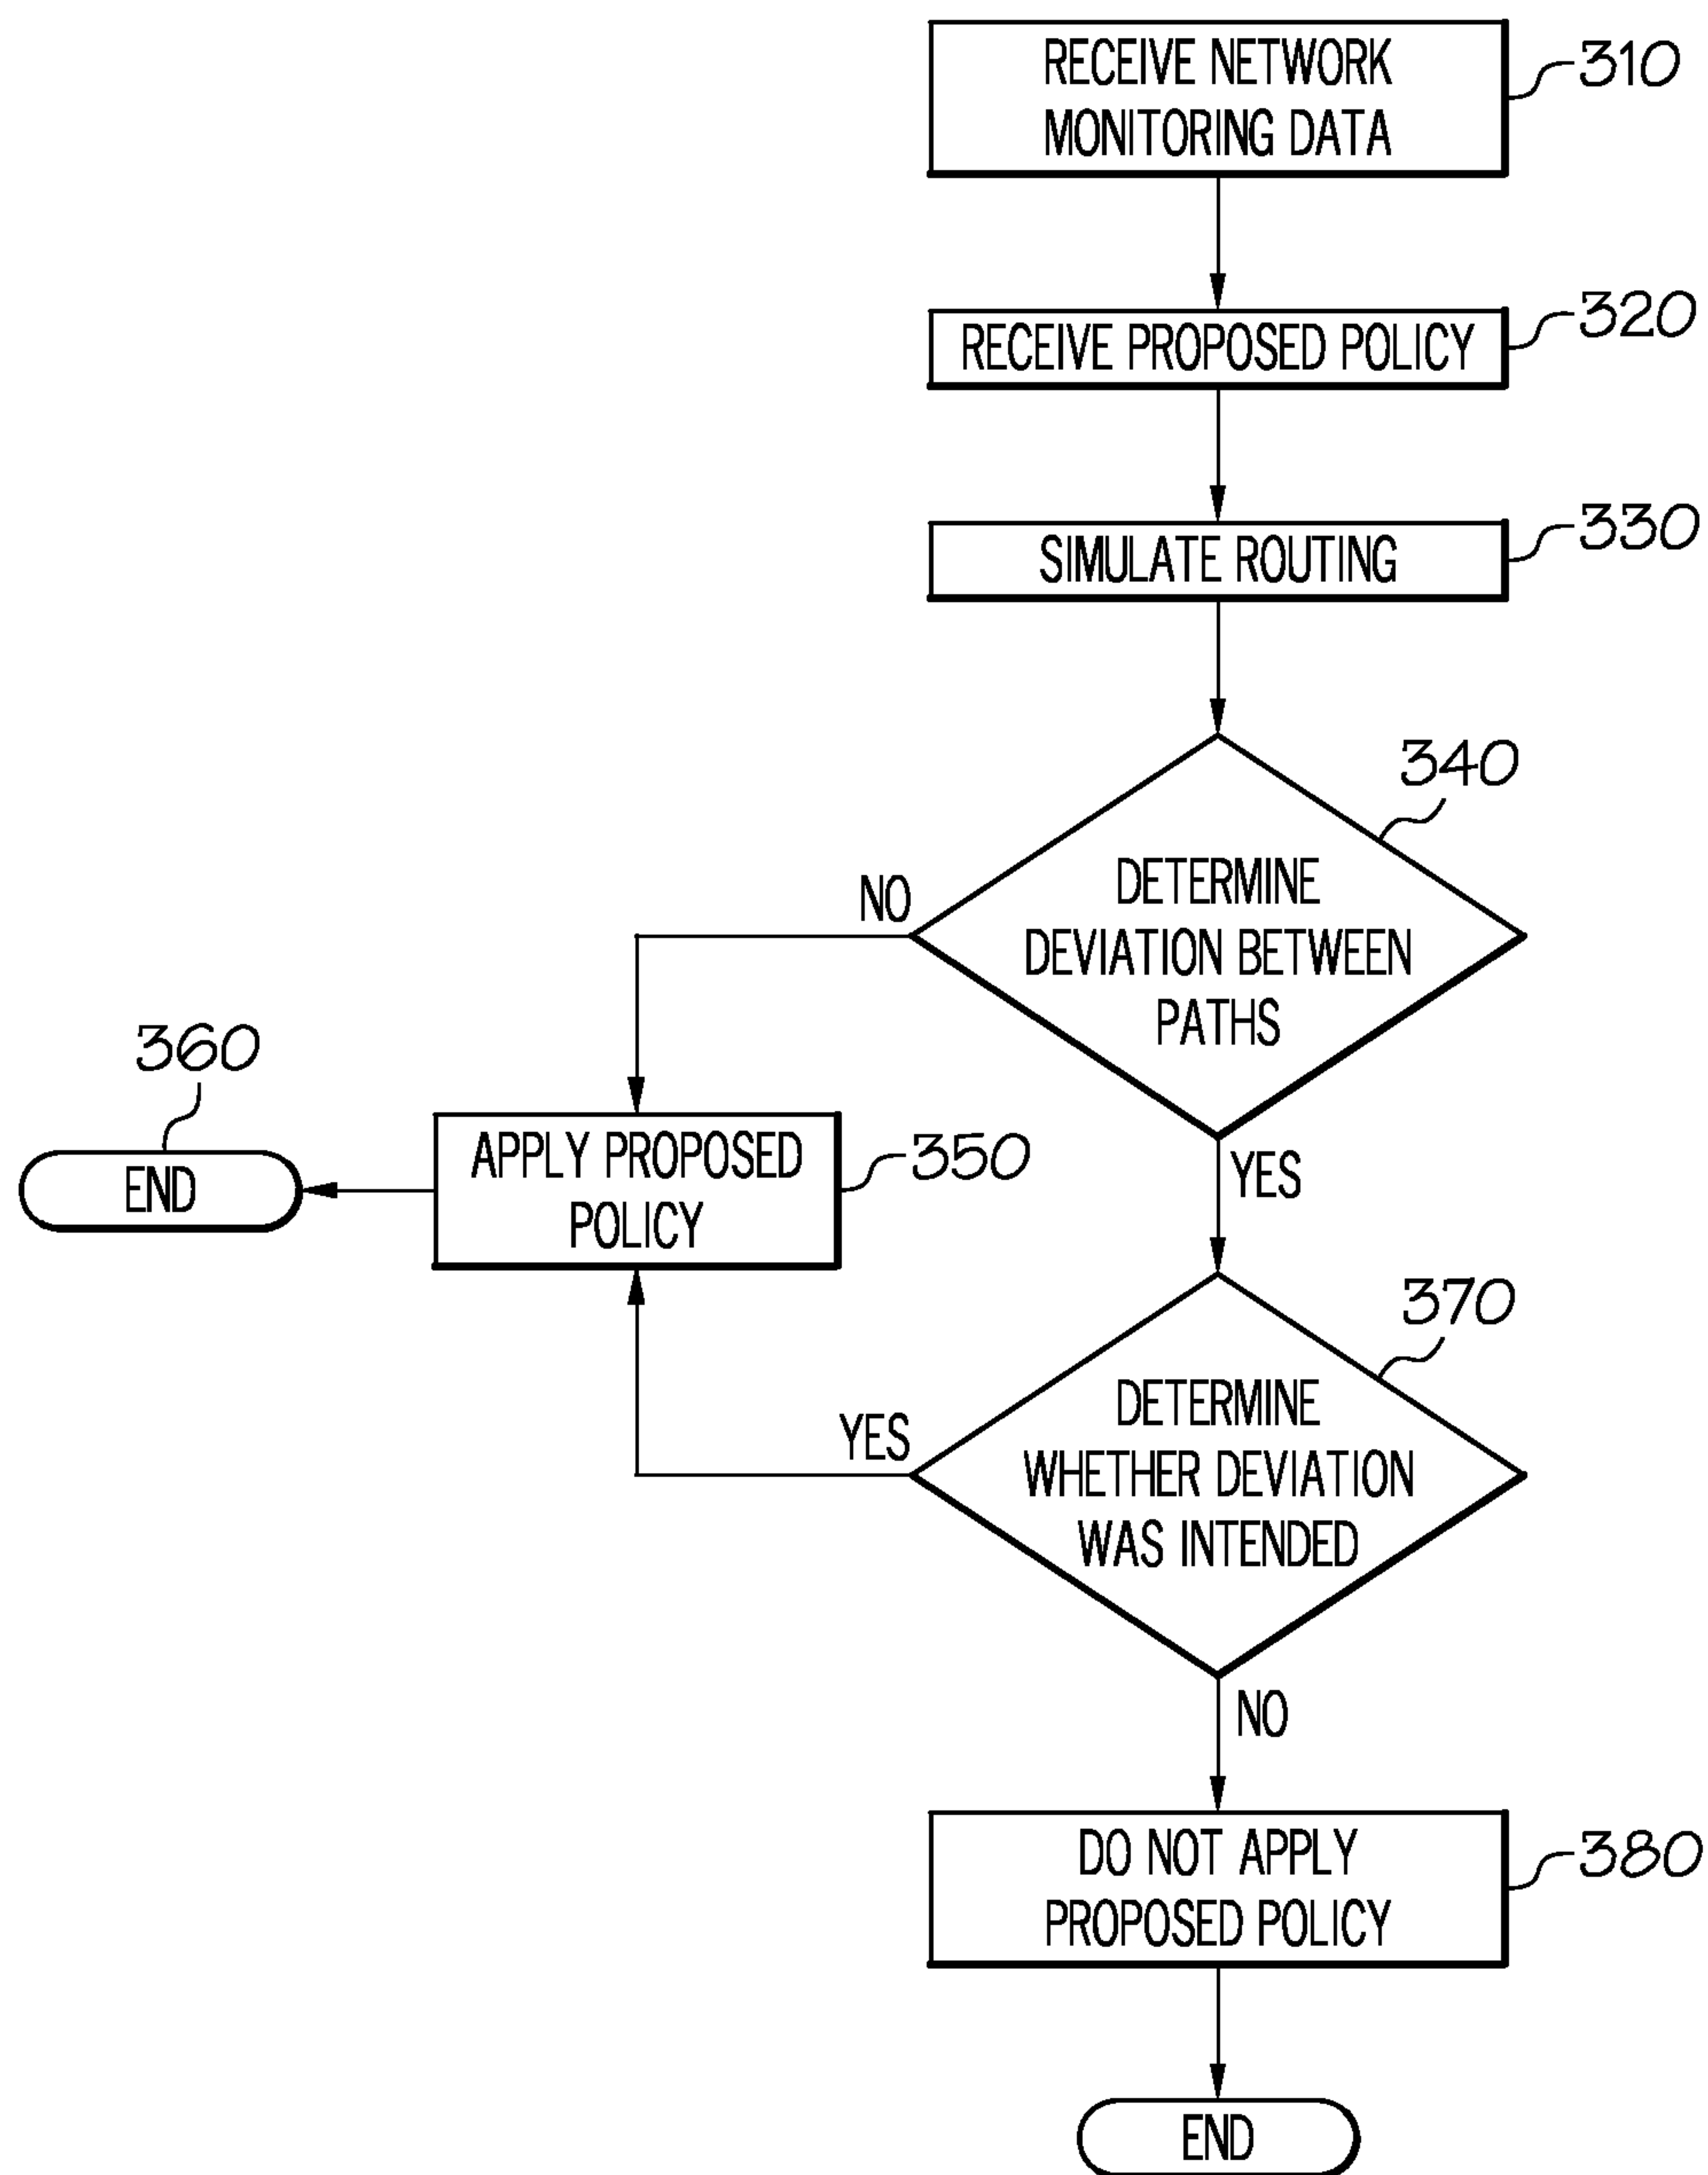 RECEIVE NETWORK
MONITORING DATA
310
RECEIVE PROPOSED POLICY
320
SIMULATE ROUTING
330
340
DETERMINE
DEVIATION BETWEEN
PATHS
NO
YES
360
END
APPLY PROPOSED
POLICY
350
370
DETERMINE
WHETHER DEVIATION
WAS INTENDED
YES
NO
DO NOT APPLY
PROPOSED POLICY
380
END